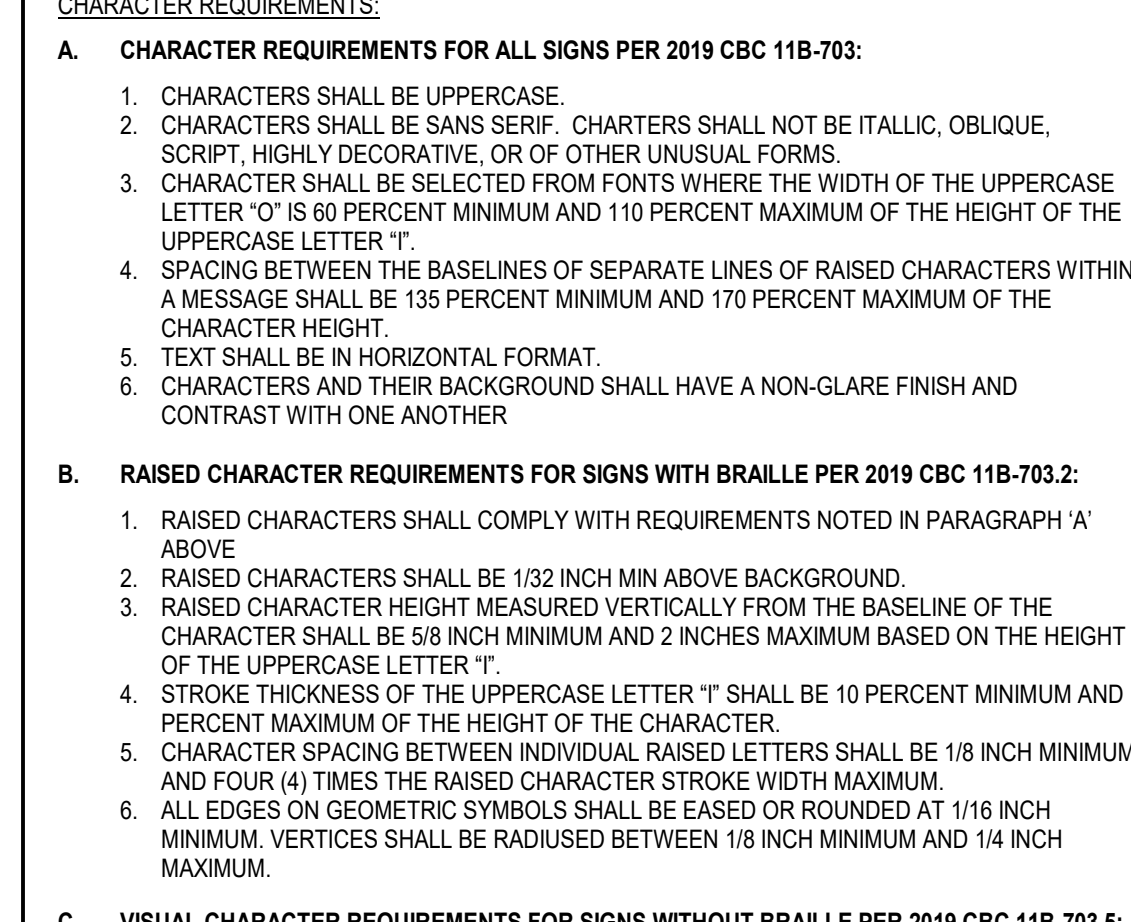 CHARACTER REQUIREMENTS:
A. CHARACTER REQUIREMENTS FOR ALL SIGNS PER 2019 CBC 11B-703:
1. CHARACTERS SHALL BE UPPERCASE.
2. CHARACTERS SHALL BE SANS SERIF.  CHARTERS SHALL NOT BE ITALLIC, OBLIQUE,
SCRIPT, HIGHLY DECORATIVE, OR OF OTHER UNUSUAL FORMS.
3. CHARACTER SHALL BE SELECTED FROM FONTS WHERE THE WIDTH OF THE UPPERCASE
LETTER “O” IS 60 PERCENT MINIMUM AND 110 PERCENT MAXIMUM OF THE HEIGHT OF THE
UPPERCASE LETTER “I”.
4. SPACING BETWEEN THE BASELINES OF SEPARATE LINES OF RAISED CHARACTERS WITHIN
A MESSAGE SHALL BE 135 PERCENT MINIMUM AND 170 PERCENT MAXIMUM OF THE
CHARACTER HEIGHT.
5. TEXT SHALL BE IN HORIZONTAL FORMAT.
6. CHARACTERS AND THEIR BACKGROUND SHALL HAVE A NON-GLARE FINISH AND
CONTRAST WITH ONE ANOTHER
B. RAISED CHARACTER REQUIREMENTS FOR SIGNS WITH BRAILLE PER 2019 CBC 11B-703.2:
1. RAISED CHARACTERS SHALL COMPLY WITH REQUIREMENTS NOTED IN PARAGRAPH ‘A’
ABOVE
2. RAISED CHARACTERS SHALL BE 1/32 INCH MIN ABOVE BACKGROUND.
3. RAISED CHARACTER HEIGHT MEASURED VERTICALLY FROM THE BASELINE OF THE
CHARACTER SHALL BE 5/8 INCH MINIMUM AND 2 INCHES MAXIMUM BASED ON THE HEIGHT
OF THE UPPERCASE LETTER “I”.
4. STROKE THICKNESS OF THE UPPERCASE LETTER “I” SHALL BE 10 PERCENT MINIMUM AND
PERCENT MAXIMUM OF THE HEIGHT OF THE CHARACTER.
5. CHARACTER SPACING BETWEEN INDIVIDUAL RAISED LETTERS SHALL BE 1/8 INCH MINIMUM
AND FOUR (4) TIMES THE RAISED CHARACTER STROKE WIDTH MAXIMUM.
6. ALL EDGES ON GEOMETRIC SYMBOLS SHALL BE EASED OR ROUNDED AT 1/16 INCH
MINIMUM. VERTICES SHALL BE RADIUSED BETWEEN 1/8 INCH MINIMUM AND 1/4 INCH
MAXIMUM.
C. VISUAL CHARACTER REQUIREMENTS FOR SIGNS WITHOUT BRAILLE PER 2019 CBC 11B-703.5: